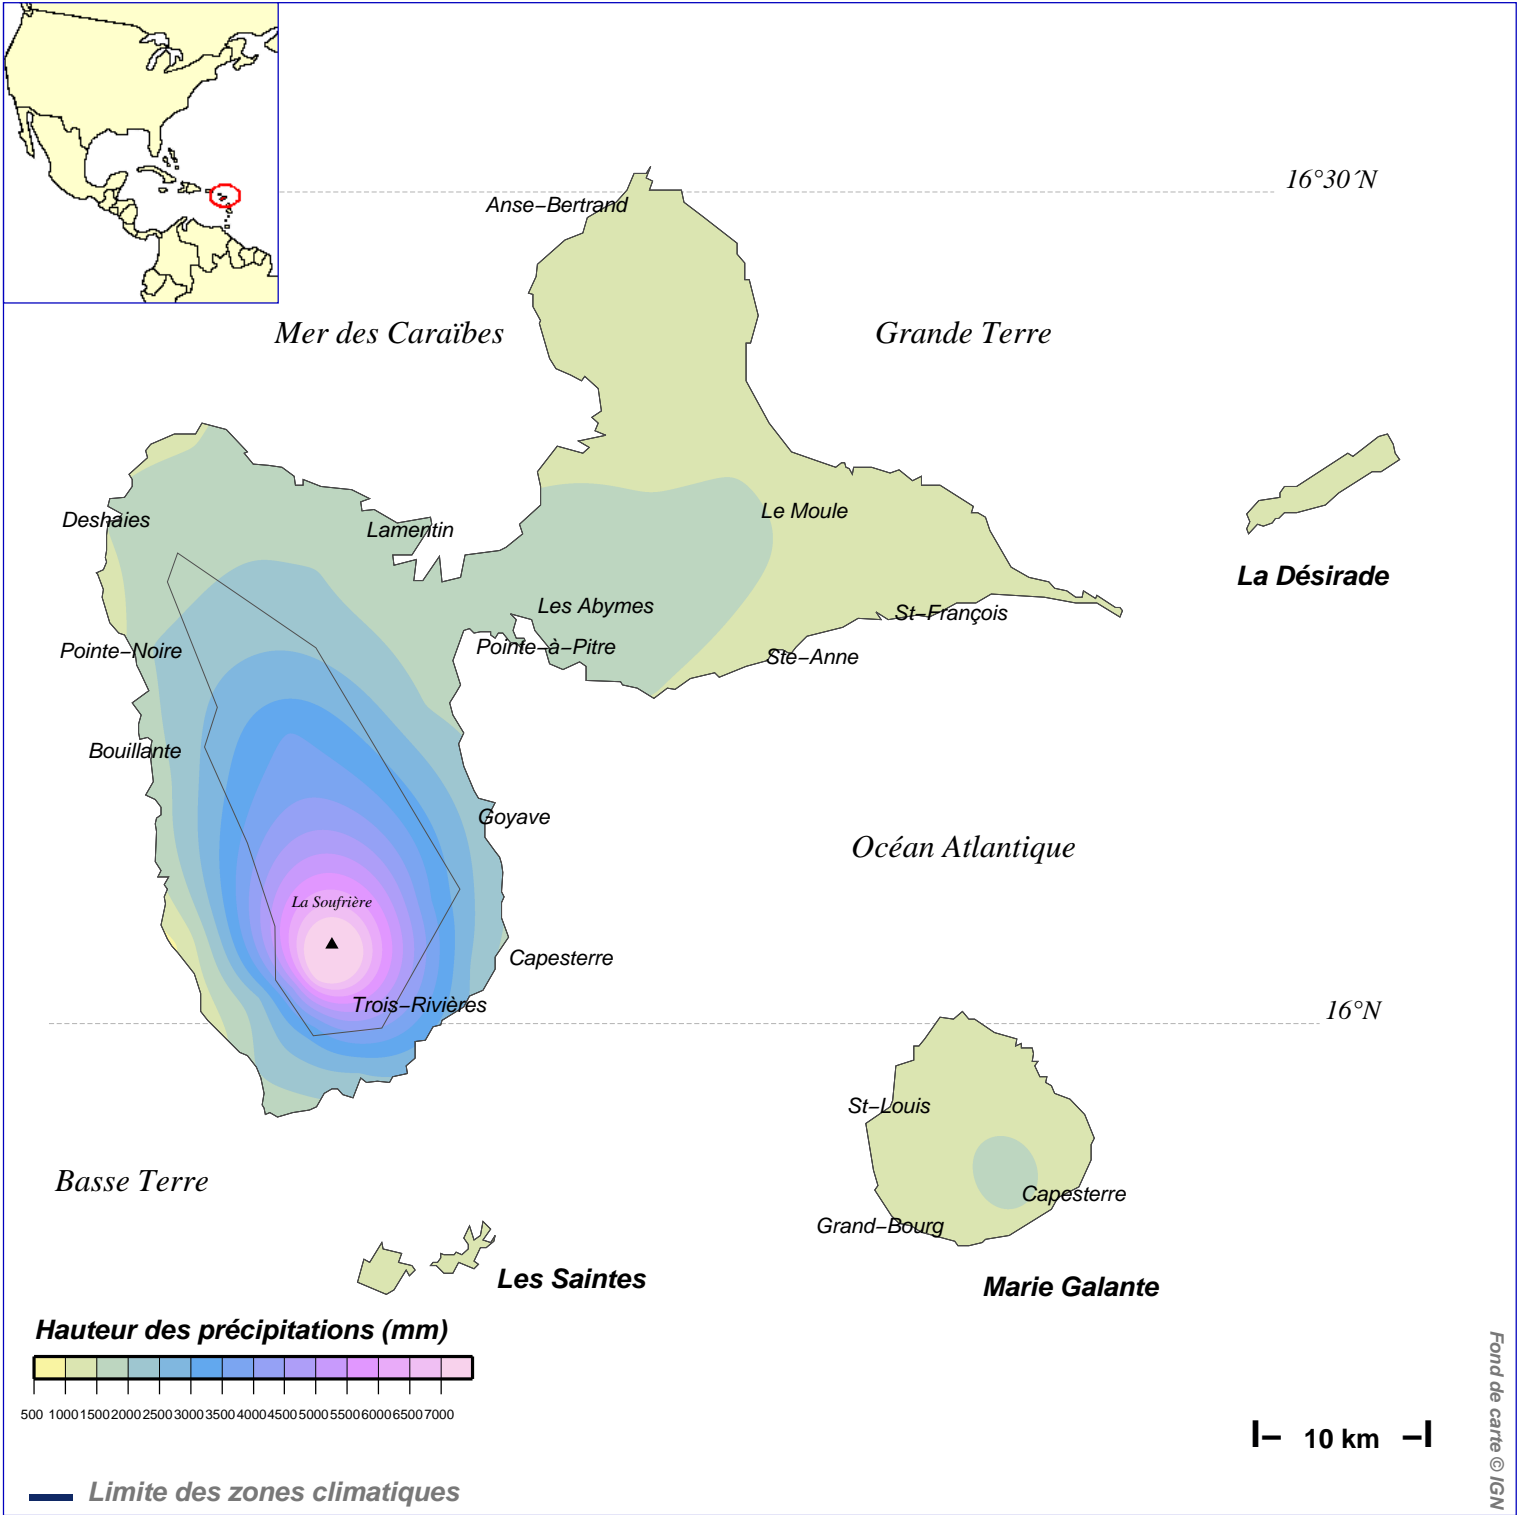 16°30´N
Anse−Bertrand
Mer des Caraïbes
Grande Terre
Deshaies
Lamentin
Le Moule
La Désirade
Les Abymes
St−François
Pointe−Noire
Pointe−à−Pitre
Ste−Anne
Bouillante
Goyave
Océan Atlantique
La Soufrière
Capesterre
Trois−Rivières
16°N
St−Louis
Basse Terre
Capesterre
Grand−Bourg
Les Saintes
Marie Galante
Hauteur des précipitations (mm)
500 1000 1500 2000 2500 3000 3500 4000 4500 5000 5500 6000 6500 7000
10 km
Limite des zones climatiques
Fond de carte © IGN